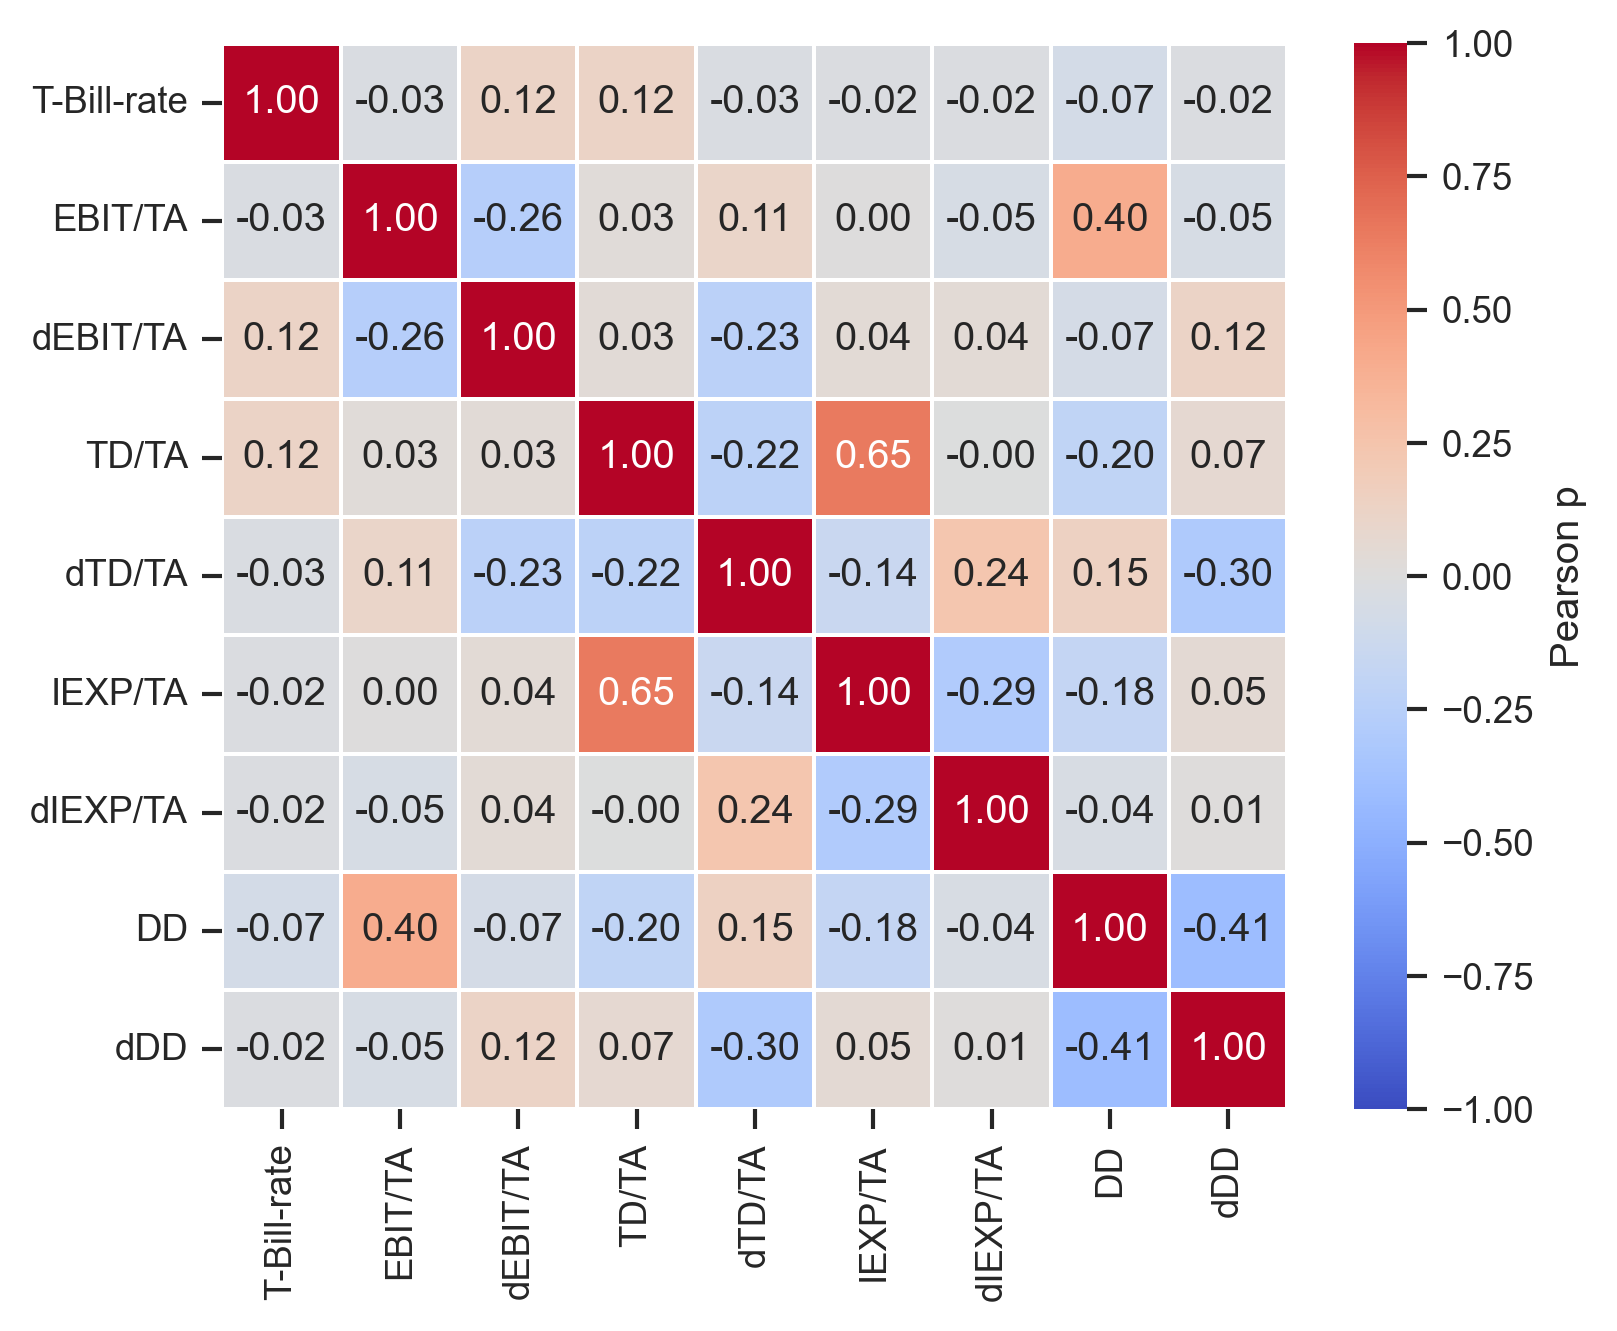 T-Bill-rate 1.00 -0.03 0.12 0.12 -0.03 -0.02 -0.02 -0.07 -0.02
EBIT/TA -0.03 1.00 -0.26 0.03 0.11 0.00 -0.05 0.40 -0.05
dEBIT/TA 0.12 -0.26 1.00 0.03 -0.23 0.04 0.04 -0.07 0.12
TD/TA 0.12 0.03 0.03 1.00 -0.22 0.65 -0.00 -0.20 0.07
dTD/TA -0.03 0.11 -0.23 -0.22 1.00 -0.14 0.24 0.15 -0.30
IEXP/TA -0.02 0.00 0.04 0.65 -0.14 1.00 -0.29 -0.18 0.05
dIEXP/TA -0.02 -0.05 0.04 -0.00 0.24 -0.29 1.00 -0.04 0.01
DD -0.07 0.40 -0.07 -0.20 0.15 -0.18 -0.04 1.00 -0.41
dDD -0.02 -0.05 0.12 0.07 -0.30 0.05 0.01 -0.41 1.00
T-Bill-rate
EBIT/TA
dEBIT/TA
TD/TA
dTD/TA
IEXP/TA
dIEXP/TA
DD
dDD
1.00
0.75
0.50
0.25
0.00
−0.25
−0.50
−0.75
−1.00
Pearson p